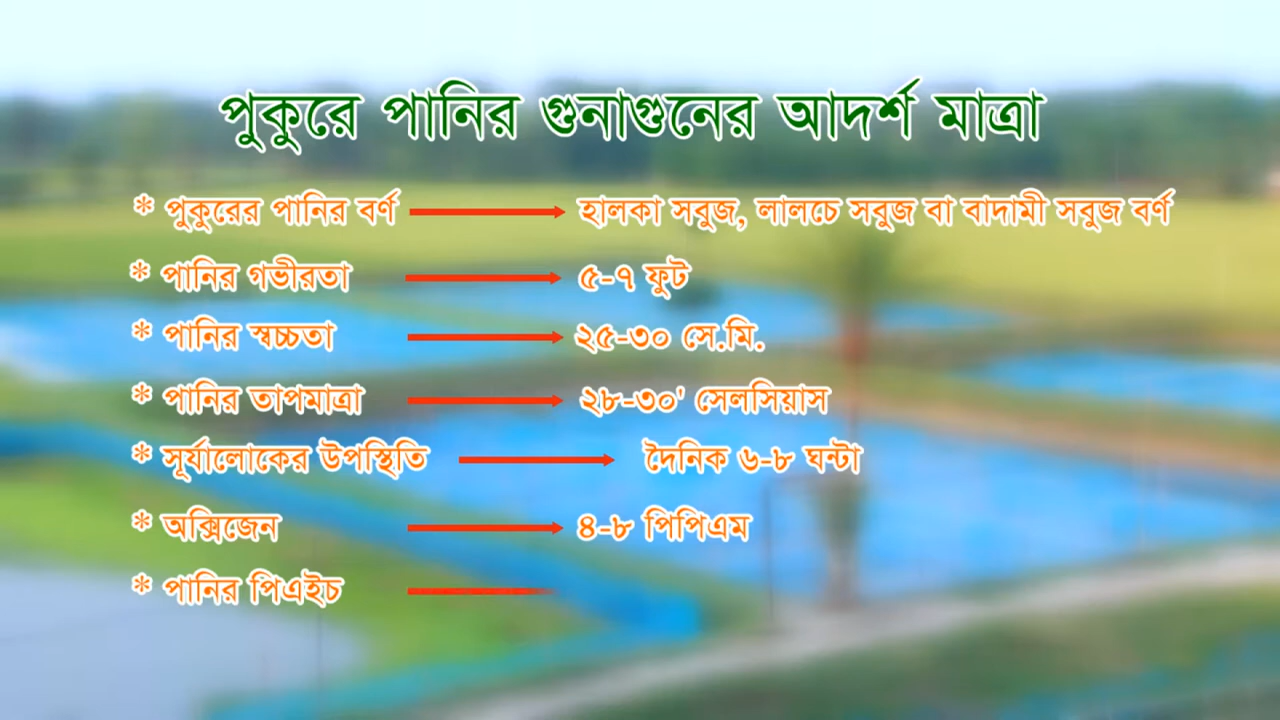 পুকুরে পানির গুনাগুনের আদর্শ মাত্রা
* পুকুরের পানির বর্ণ হালকা সবুজ, লালচে সবুজ বা বাদামী সবুজ বর্ণ
* পানির গভীরতা ৫-৭ ফুট
* পানির স্বচ্চতা ২৫-৩০ সে.মি.
* পানির তাপমাত্রা ২৮-৩০' সেলসিয়াস
* সূর্যালোকের উপস্থিতি দৈনিক ৬-৮ ঘন্টা
* অক্সিজেন ৪-৮ পিপিএম
* পানির পিএইচ